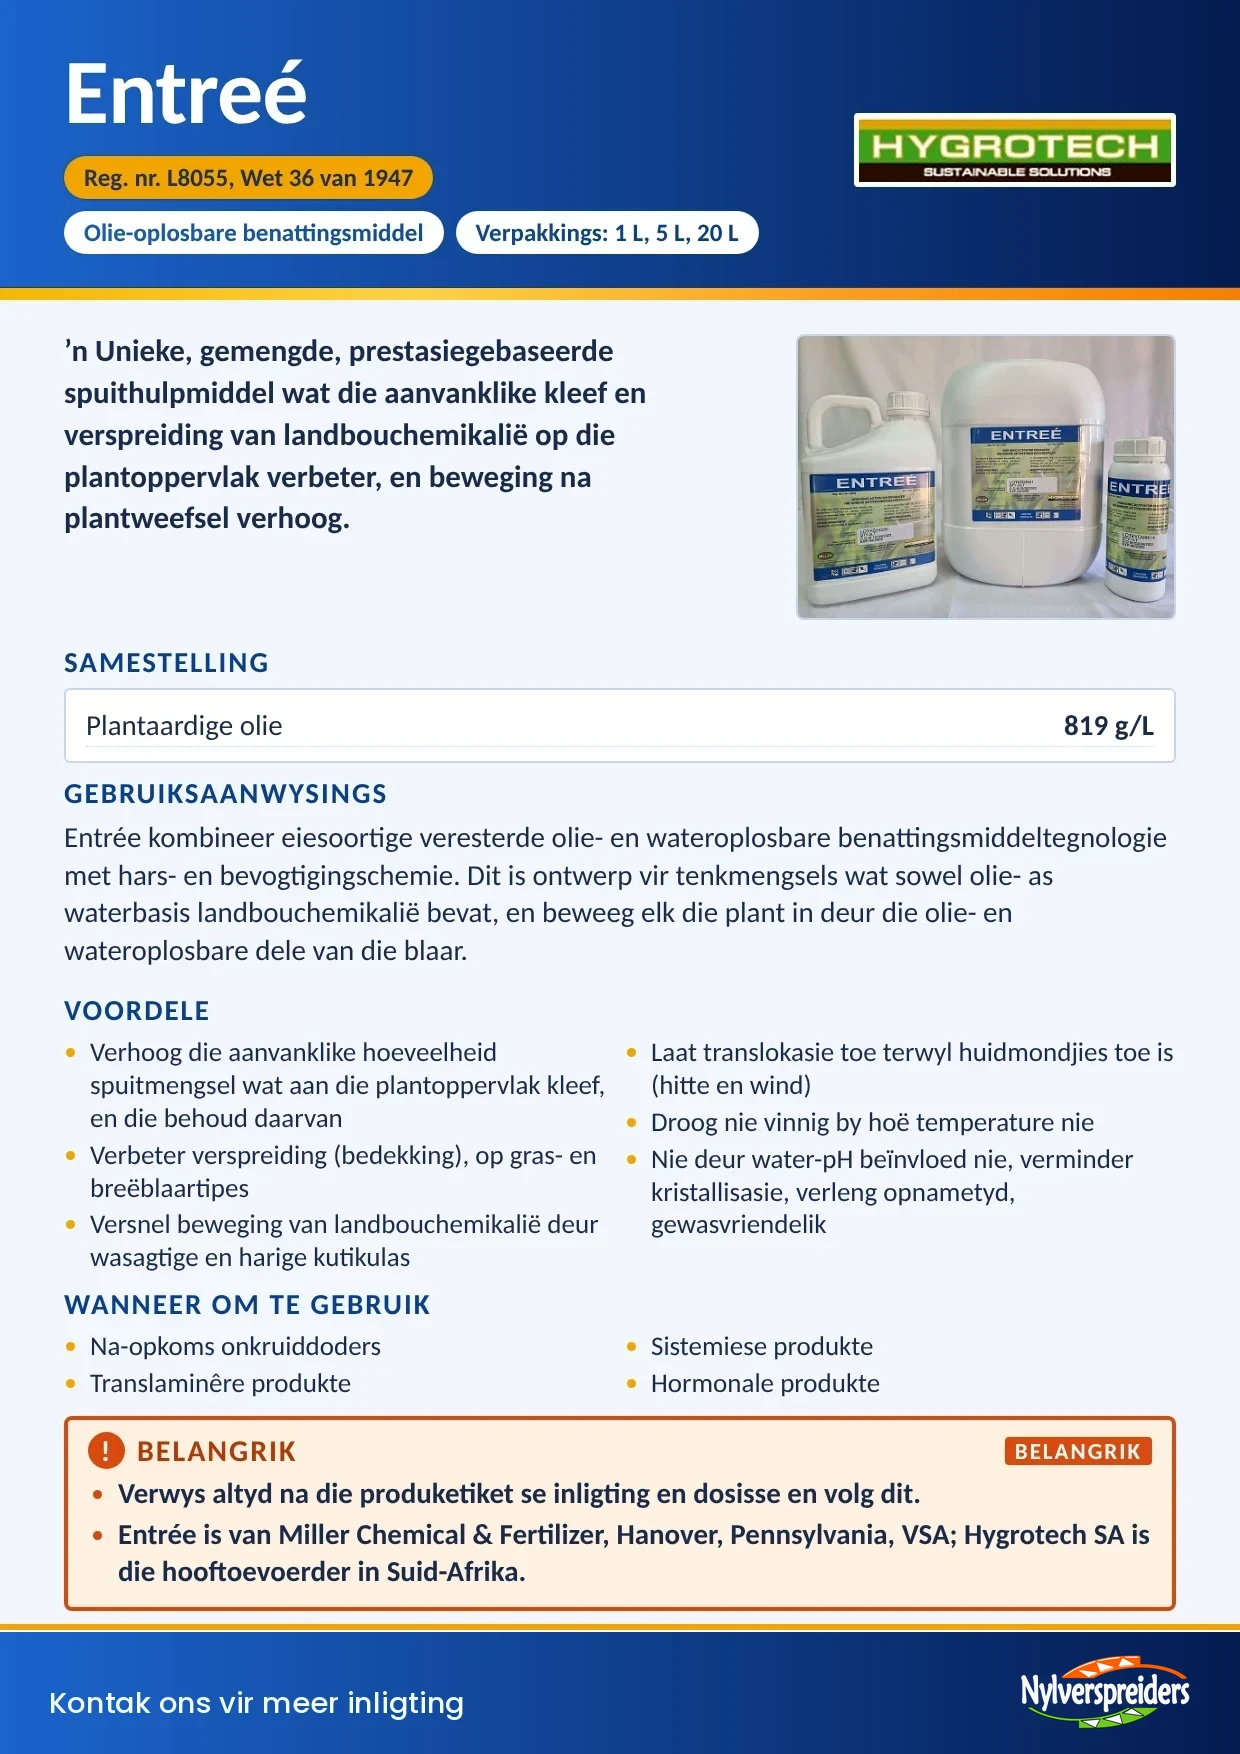 Entreé
Reg. nr. L8055, Wet 36 van 1947
Olie-oplosbare benattingsmiddel
Verpakkings: 1 L, 5 L, 20 L
HYGROTECH
SUSTAINABLE SOLUTIONS
’n Unieke, gemengde, prestasiegebaseerde
spuithulpmiddel wat die aanvanklike kleef en
verspreiding van landbouchemikalië op die
plantoppervlak verbeter, en beweging na
plantweefsel verhoog.
ENTREÉ
ENTREÉ
ENTREÉ
SAMESTELLING
Plantaardige olie 819 g/L
GEBRUIKSAANWYSINGS
Entrée kombineer eiesoortige veresterde olie- en wateroplosbare benattingsmiddeltegnologie
met hars- en bevogtigingschemie. Dit is ontwerp vir tenkmengsels wat sowel olie- as
waterbasis landbouchemikalië bevat, en beweeg elk die plant in deur die olie- en
wateroplosbare dele van die blaar.
VOORDELE
• Verhoog die aanvanklike hoeveelheid
spuitmengsel wat aan die plantoppervlak kleef,
en die behoud daarvan
• Verbeter verspreiding (bedekking), op gras- en
breëblaartipes
• Versnel beweging van landbouchemikalië deur
wasagtige en harige kutikulas
• Laat translokasie toe terwyl huidmondjies toe is
(hitte en wind)
• Droog nie vinnig by hoë temperature nie
• Nie deur water-pH beïnvloed nie, verminder
kristallisasie, verleng opnametyd,
gewasvriendelik
WANNEER OM TE GEBRUIK
• Na-opkoms onkruiddoders
• Translaminêre produkte
• Sistemiese produkte
• Hormonale produkte
! BELANGRIK
BELANGRIK
• Verwys altyd na die produketiket se inligting en dosisse en volg dit.
• Entrée is van Miller Chemical & Fertilizer, Hanover, Pennsylvania, VSA; Hygrotech SA is
die hooftoevoerder in Suid-Afrika.
Kontak ons vir meer inligting
Nylverspreiders